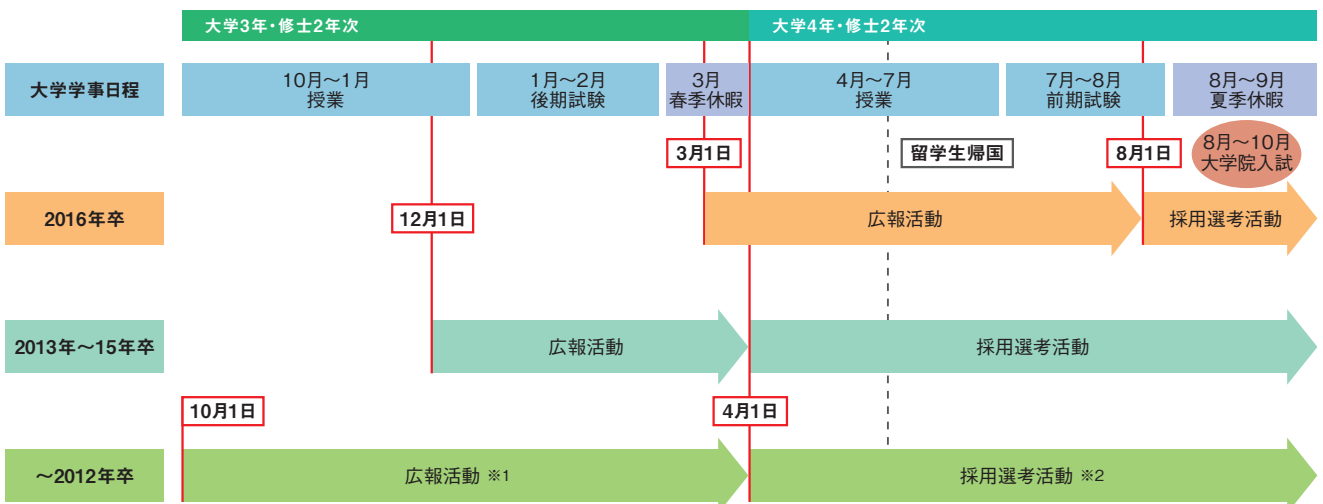 大学3年・修士2年次
大学4年・修士2年次
大学学事日程
10月〜1月
授業
1月〜2月
後期試験
3月
春季休暇
4月〜7月
授業
7月〜8月
前期試験
8月〜9月
夏季休暇
3月1日
留学生帰国
8月1日
8月〜10月
大学院入試
2016年卒
12月1日
広報活動
採用選考活動
2013年〜15年卒
広報活動
採用選考活動
10月1日
4月1日
〜2012年卒
広報活動 ※1
採用選考活動 ※2